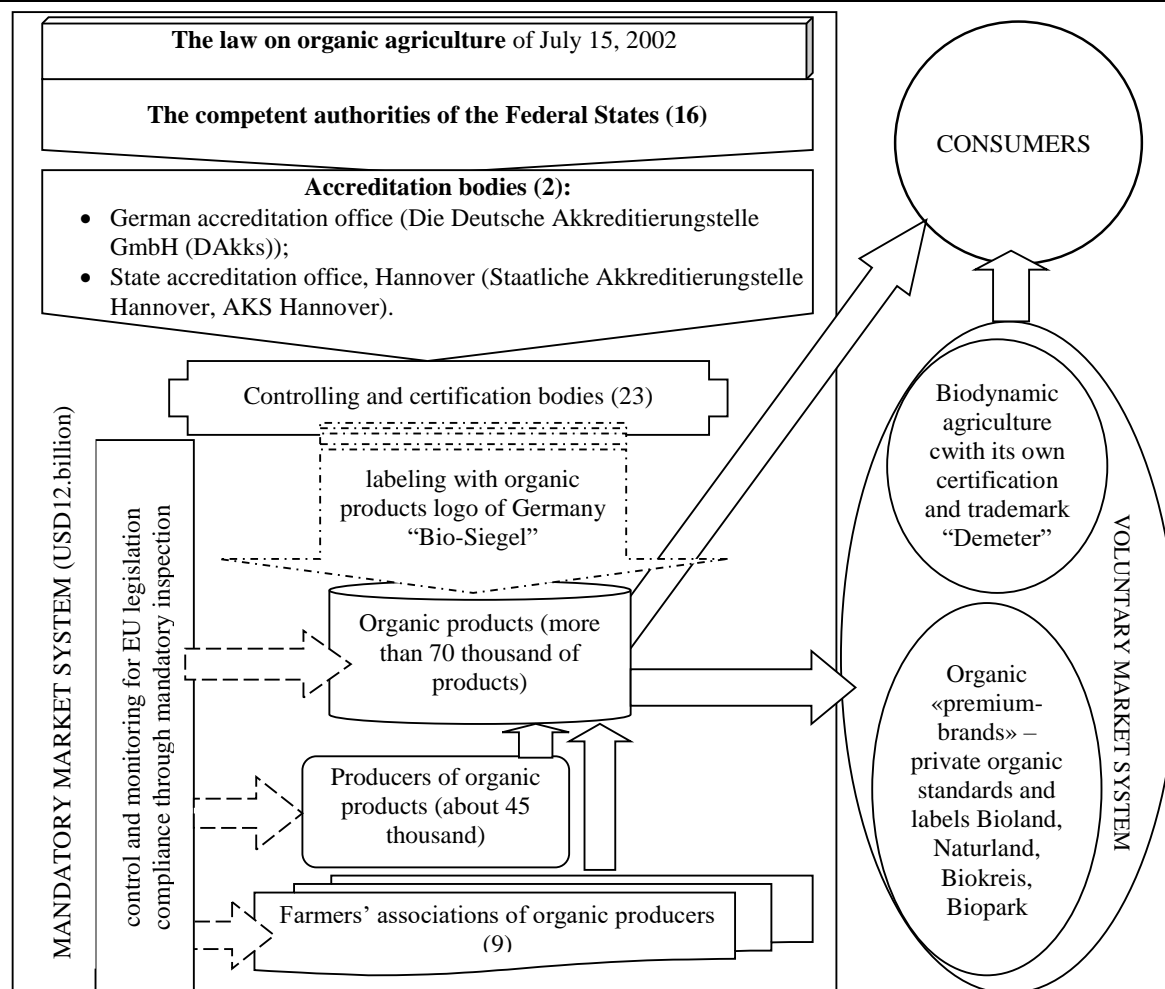 The law on organic agriculture of July 15, 2002
The competent authorities of the Federal States (16)
Accreditation bodies (2):
• German accreditation office (Die Deutsche Akkreditierungstelle
GmbH (DAkks));
• State accreditation office, Hannover (Staatliche Akkreditierungstelle
Hannover, AKS Hannover).
Controlling and certification bodies (23)
labeling with organic
products logo of Germany
“Bio-Siegel”
Organic products (more
than 70 thousand of
products)
Producers of organic
products (about 45
thousand)
Farmers’ associations of organic producers
(9)
MANDATORY MARKET SYSTEM (USD12.billion)
control and monitoring for EU legislation
compliance through mandatory inspection
CONSUMERS
Biodynamic
agriculture
cwith its own
certification
and trademark
“Demeter”
Organic
«premium-
brands» –
private organic
standards and
labels Bioland,
Naturland,
Biokreis,
Biopark
VOLUNTARY MARKET SYSTEM